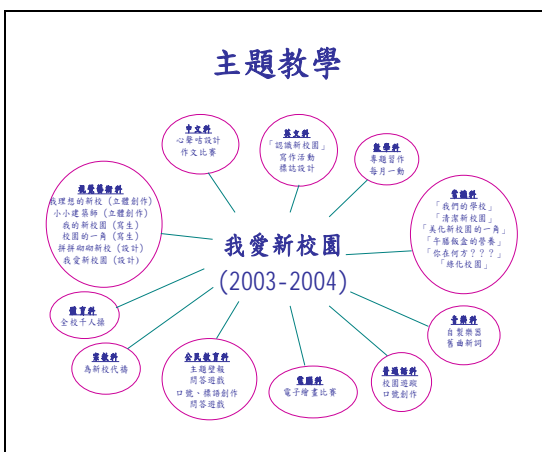 主題教學
中文科
心聲咭設計
作文比賽
英文科
「認識新校園」
寫作活動
標誌設計
數學科
專題習作
每月一動
視覺藝術科
我理想的新校(立體創作)
小小建築師(立體創作)
我的新校園(寫生)
校園的一角(寫生)
拼拼砌砌新校(設計)
我愛新校園(設計)
常識科
「我們的學校」
「清潔新校園」
「美化新校園的一角」
「午膳飯盒的營養」
「你在何方???」
「綠化校園」
我愛新校園
(2003-2004)
體育科
全校千人操
音樂科
自製樂器
舊曲新詞
宗教科
為新校代禱
公民教育科
主題壁報
問答遊戲
口號、標語創作
問答遊戲
電腦科
電子繪畫比賽
普通話科
校園遊蹤
口號創作